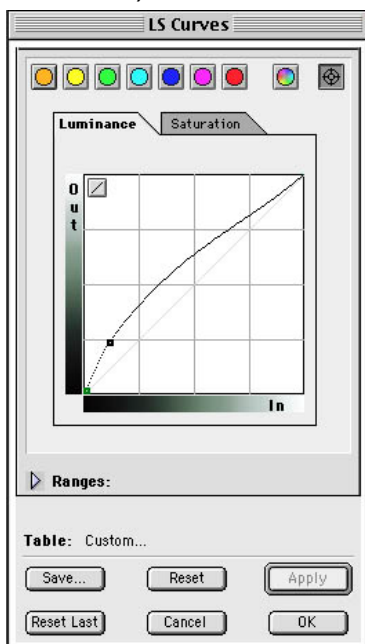 LS Curves
Luminance Saturation
Out
In
Ranges:
Table: Custom...
Save... Reset Apply
Reset Last Cancel OK